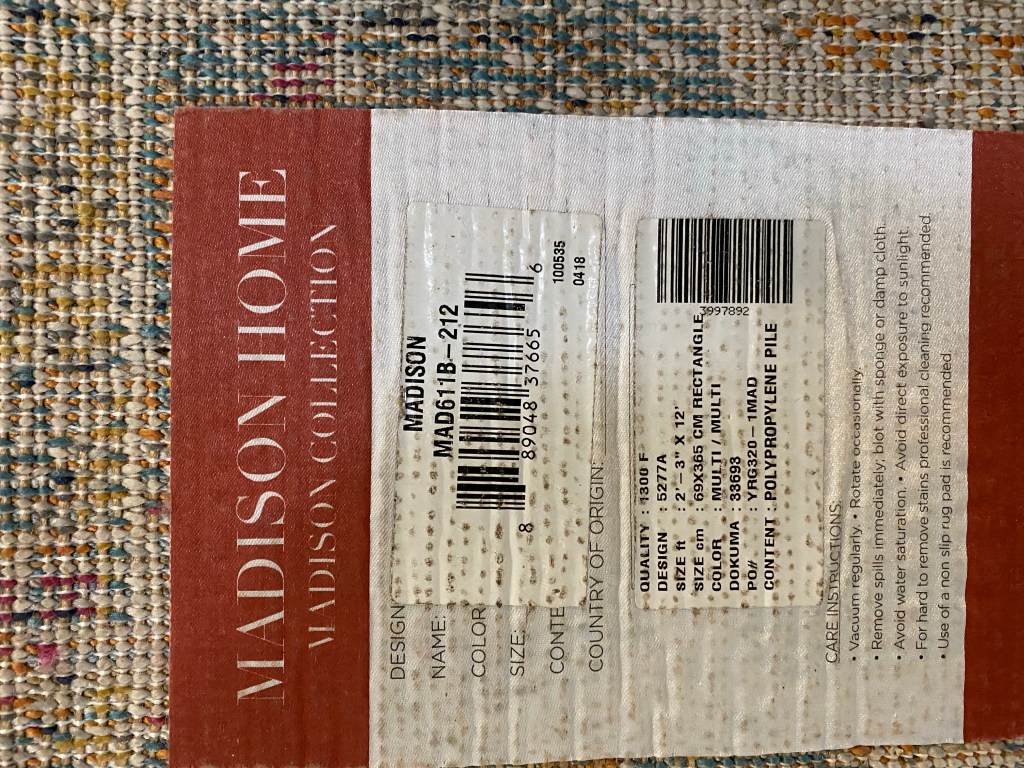 MADISON HOME
MADISON COLLECTION
DESIGN
NAME:
COLOR
SIZE:
CONTE
COUNTRY OF ORIGIN:
MADISON
MAD611B-212
8 89048 37665 6
100535
0418
QUALITY : 1300 F
DESIGN : 5277A
SIZE ft : 2'-3" X 12'
SIZE cm : 69X365 CM RECTANGLE
COLOR : MULTI / MULTI
DOKUMA : 33693
PO# : YRG320-1MAD
CONTENT : POLYPROPYLENE PILE
3997892
CARE INSTRUCTIONS:
• Vacuum regularly. • Rotate occasionally.
• Remove spills immediately; blot with sponge or damp cloth.
• Avoid water saturation. • Avoid direct exposure to sunlight.
• For hard to remove stains professional cleaning recommended.
• Use of a non slip rug pad is recommended.